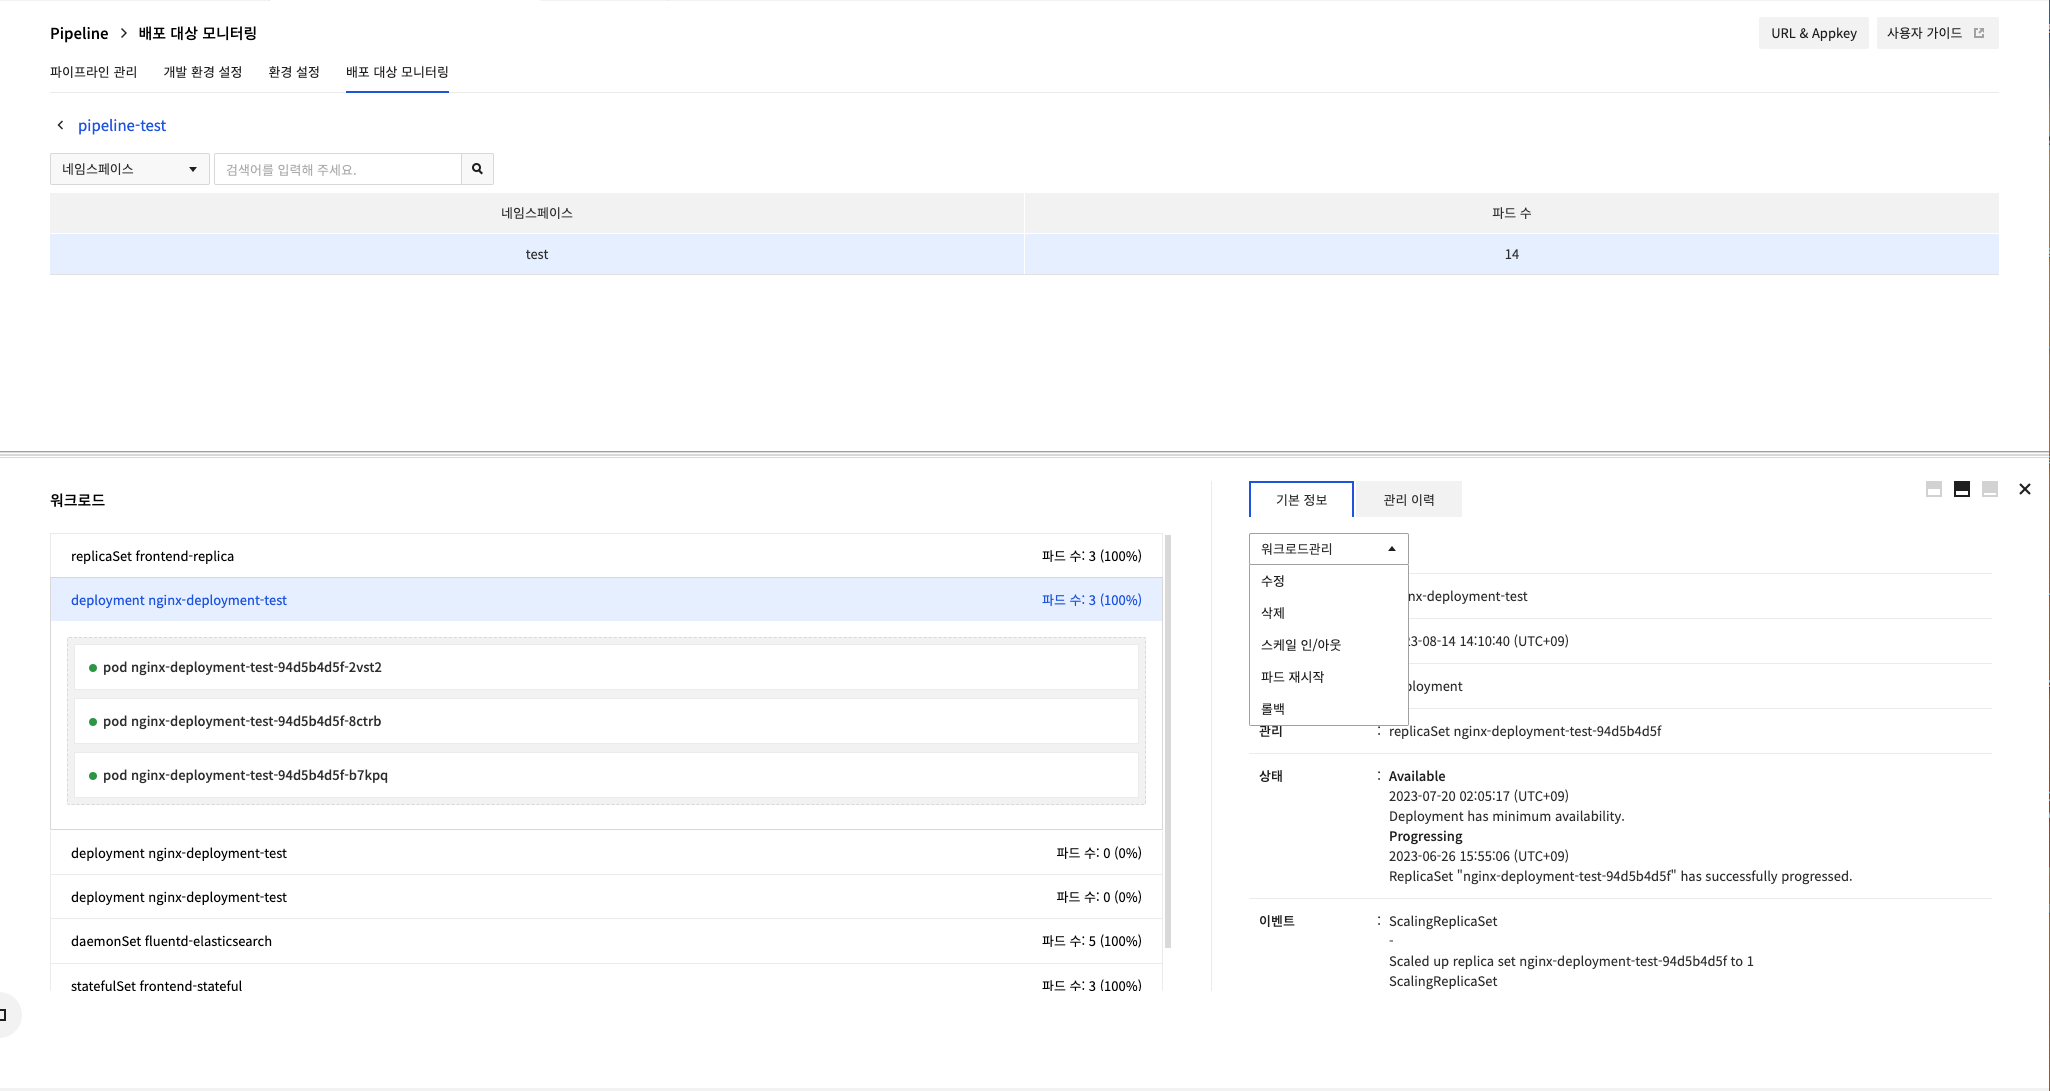 Pipeline > 배포 대상 모니터링
URL & Appkey
사용자 가이드
파이프라인 관리
개발 환경 설정
환경 설정
배포 대상 모니터링
pipeline-test
네임스페이스
검색어를 입력해 주세요.
네임스페이스
파드 수
test
14
워크로드
replicaSet frontend-replica
파드 수: 3 (100%)
deployment nginx-deployment-test
파드 수: 3 (100%)
pod nginx-deployment-test-94d5b4d5f-2vst2
pod nginx-deployment-test-94d5b4d5f-8ctrb
pod nginx-deployment-test-94d5b4d5f-b7kpq
deployment nginx-deployment-test
파드 수: 0 (0%)
deployment nginx-deployment-test
파드 수: 0 (0%)
daemonSet fluentd-elasticsearch
파드 수: 5 (100%)
statefulSet frontend-stateful
파드 수: 3 (100%)
기본 정보
관리 이력
워크로드관리
수정
삭제
스케일 인/아웃
파드 재시작
롤백
nx-deployment-test
3-08-14 14:10:40 (UTC+09)
ployment
관리 : replicaSet nginx-deployment-test-94d5b4d5f
상태 : Available
2023-07-20 02:05:17 (UTC+09)
Deployment has minimum availability.
Progressing
2023-06-26 15:55:06 (UTC+09)
ReplicaSet "nginx-deployment-test-94d5b4d5f" has successfully progressed.
이벤트 : ScalingReplicaSet
-
Scaled up replica set nginx-deployment-test-94d5b4d5f to 1
ScalingReplicaSet